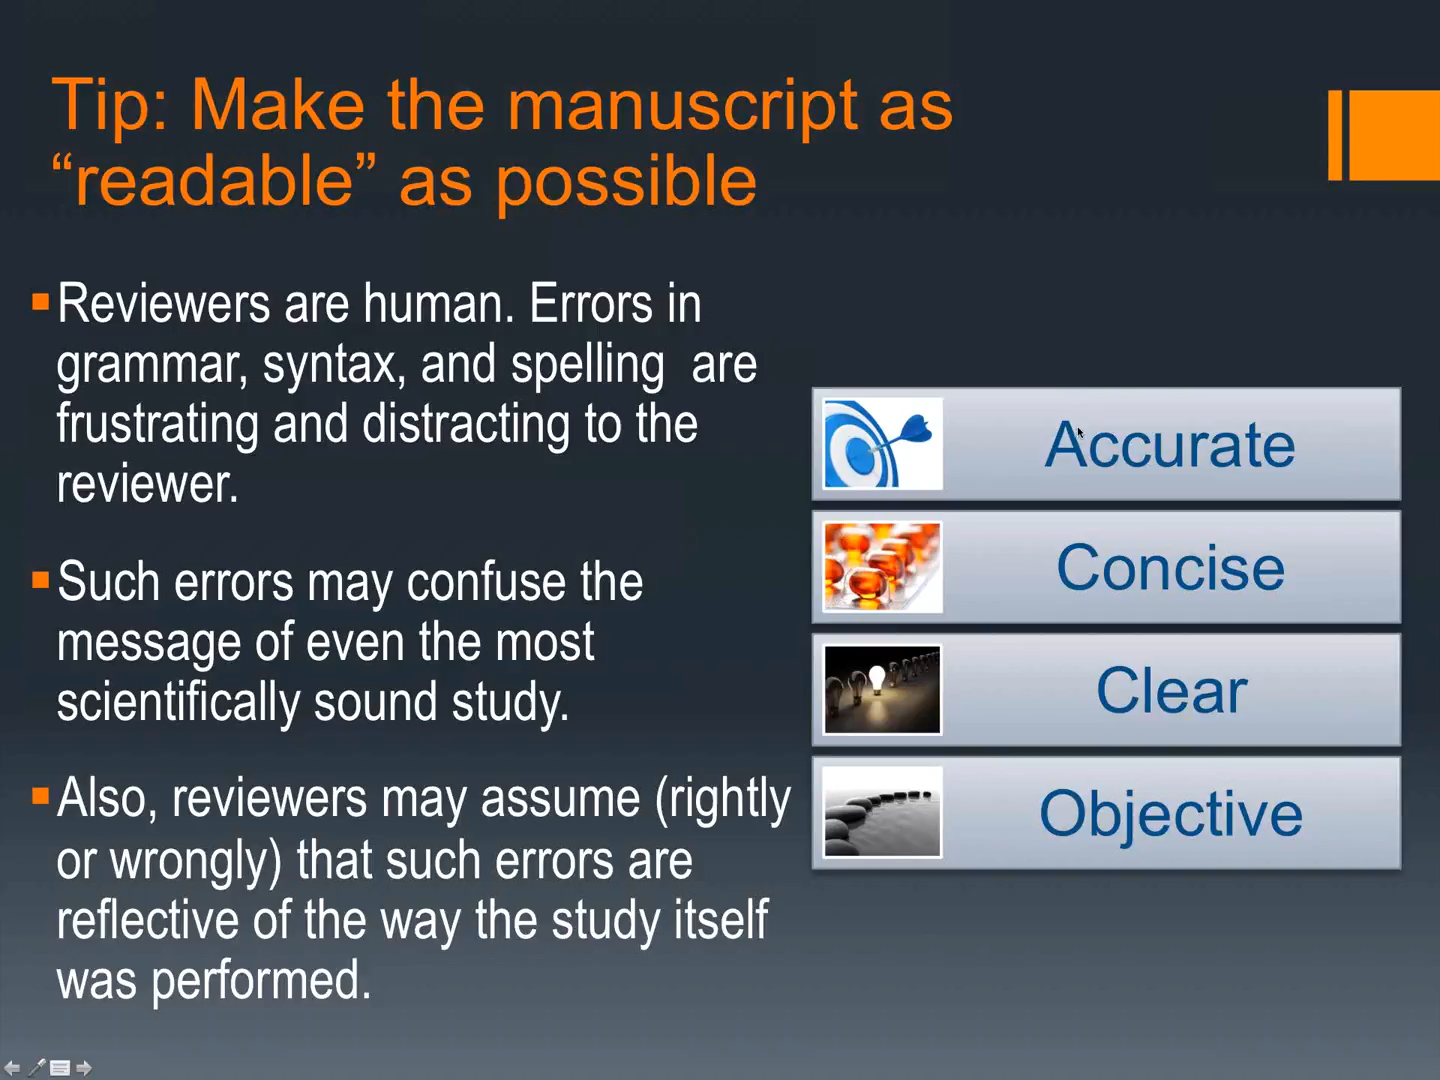 Tip: Make the manuscript as
“readable” as possible
Reviewers are human. Errors in
grammar, syntax, and spelling  are
frustrating and distracting to the
reviewer.
Such errors may confuse the
message of even the most
scientifically sound study.
Also, reviewers may assume (rightly
or wrongly) that such errors are
reflective of the way the study itself
was performed.
Accurate
Concise
Clear
Objective